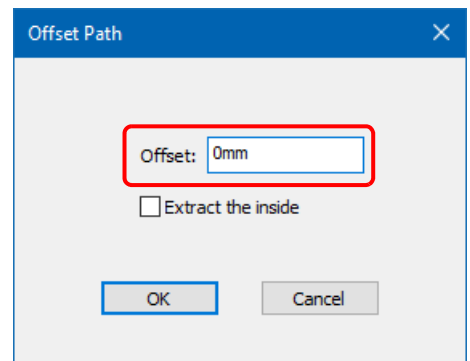 Offset Path
Offset: 0mm
Extract the inside
OK Cancel